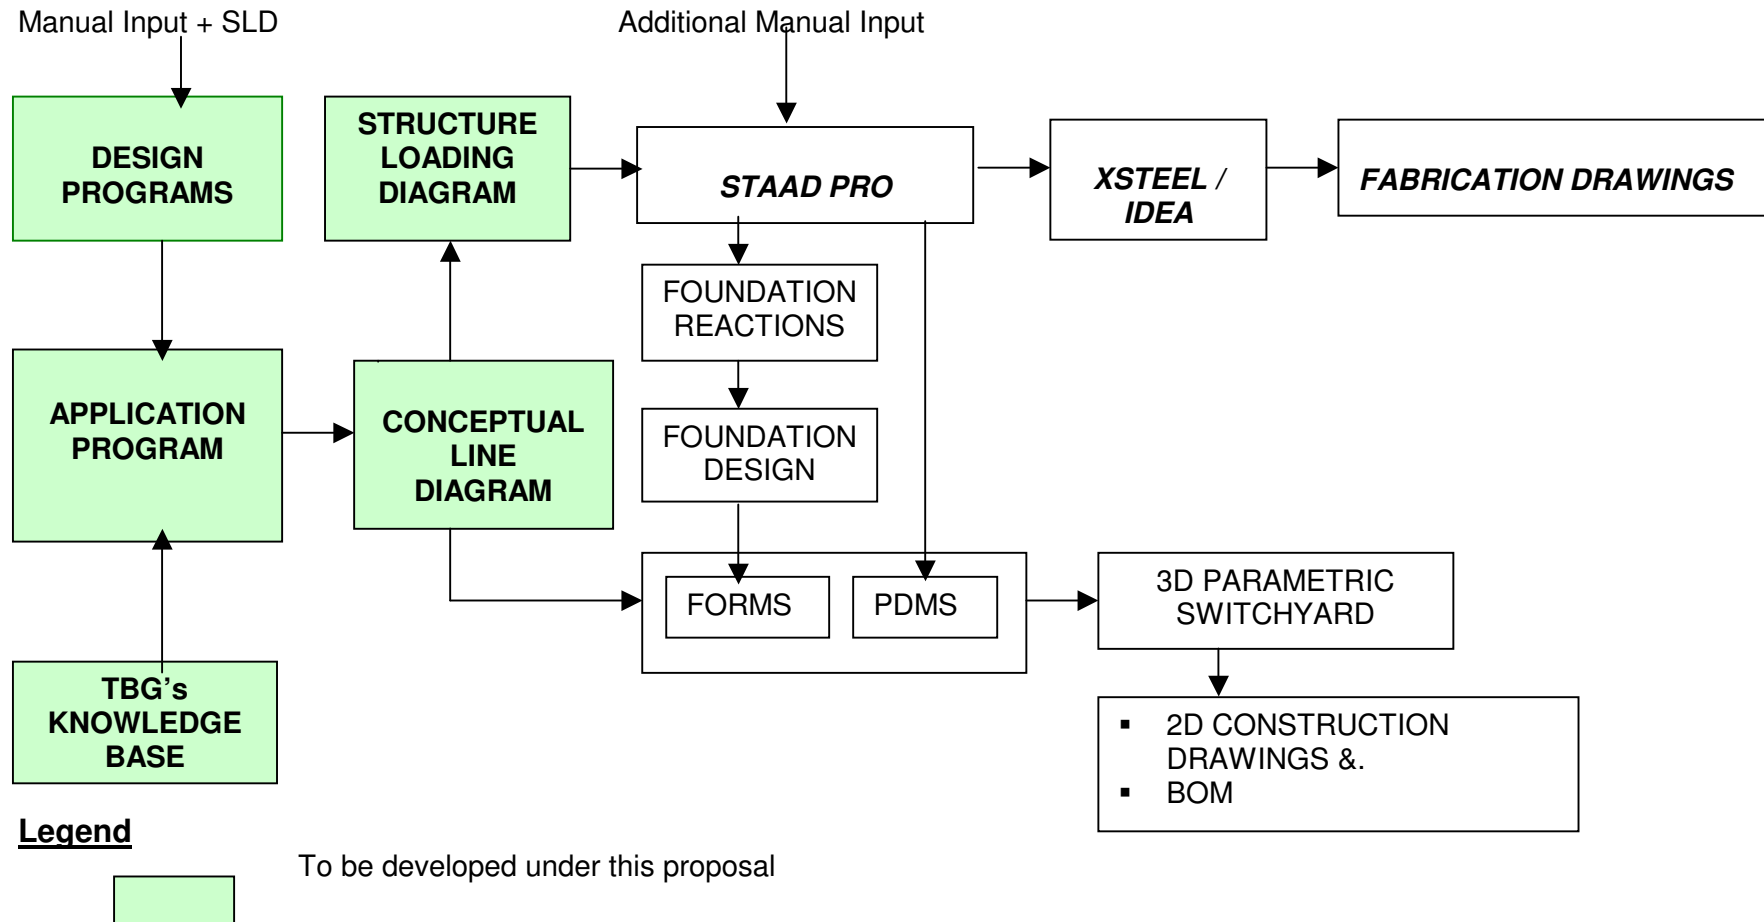 Manual Input + SLD
Additional Manual Input
DESIGN
PROGRAMS
STRUCTURE
LOADING
DIAGRAM
STAAD PRO
XSTEEL /
IDEA
FABRICATION DRAWINGS
FOUNDATION
REACTIONS
APPLICATION
PROGRAM
CONCEPTUAL
LINE
DIAGRAM
FOUNDATION
DESIGN
FORMS
PDMS
3D PARAMETRIC
SWITCHYARD
TBG's
KNOWLEDGE
BASE
▪ 2D CONSTRUCTION
DRAWINGS &.
▪ BOM
Legend
To be developed under this proposal